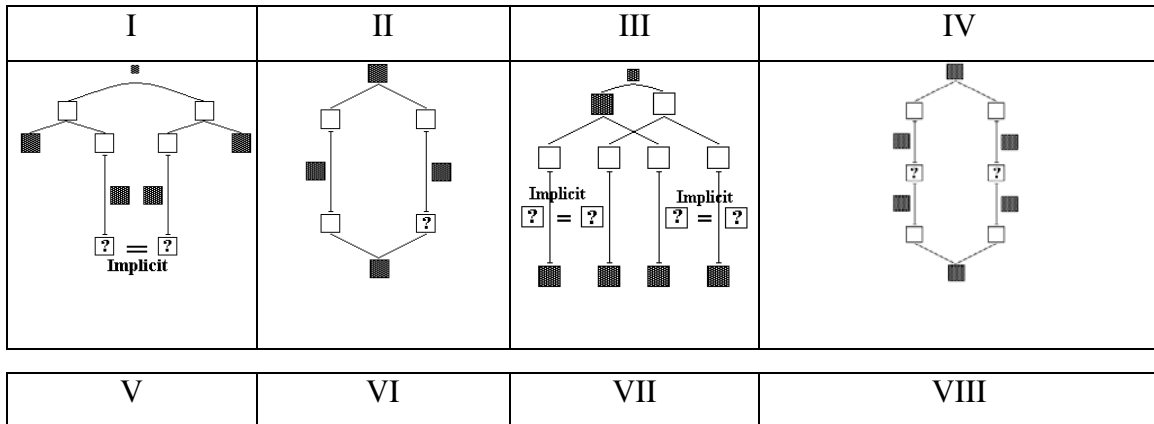 I II III IV
? ?
Implicit Implicit
? = ? ? = ?
? = ? ?
Implicit
V VI VII VIII